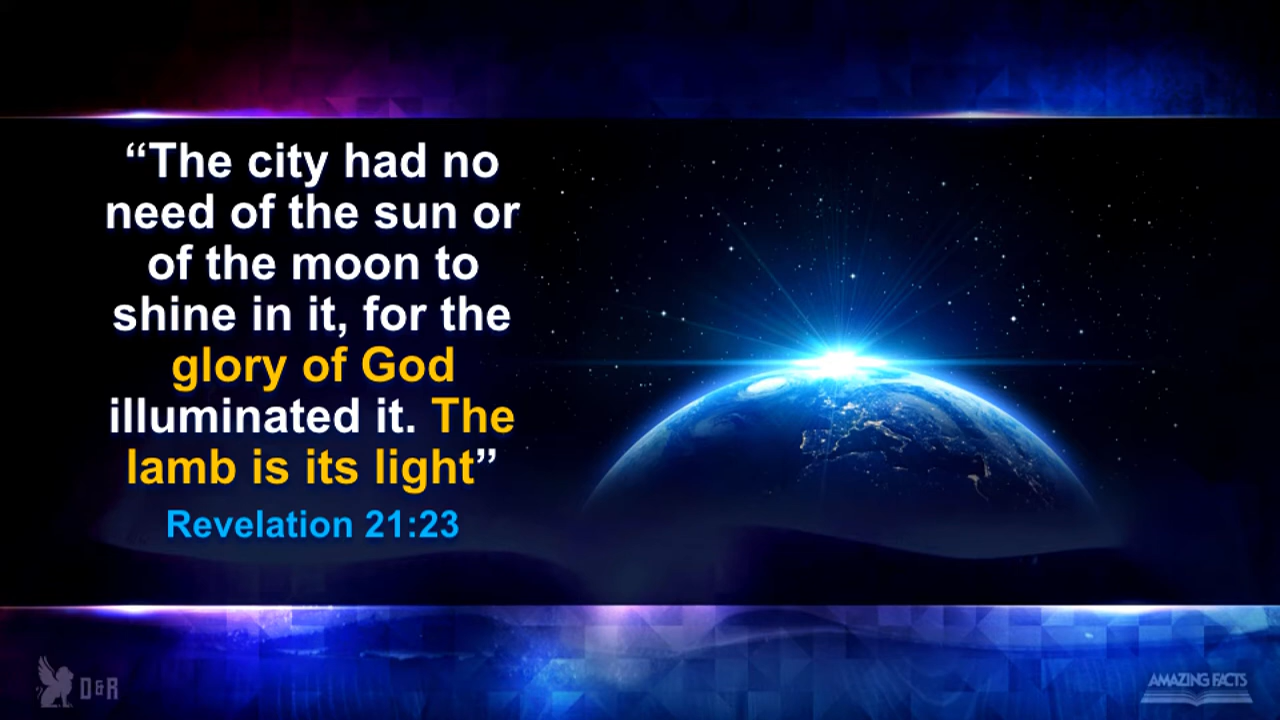 “The city had no
need of the sun or
of the moon to
shine in it, for the
glory of God
illuminated it. The
lamb is its light”
Revelation 21:23
D&R
AMAZING FACTS